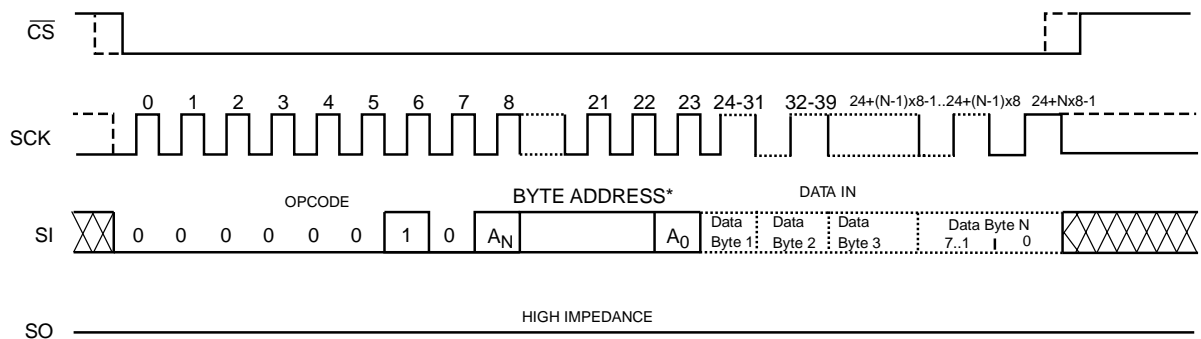 CS
0 1 2 3 4 5 6 7 8 21 22 23 24-31 32-39 24+(N-1)x8-1..24+(N-1)x8 24+Nx8-1
SCK
OPCODE BYTE ADDRESS* DATA IN
SI 0 0 0 0 0 0 1 0 AN A0 Data Byte 1 Data Byte 2 Data Byte 3 Data Byte N 7..1 0
HIGH IMPEDANCE
SO